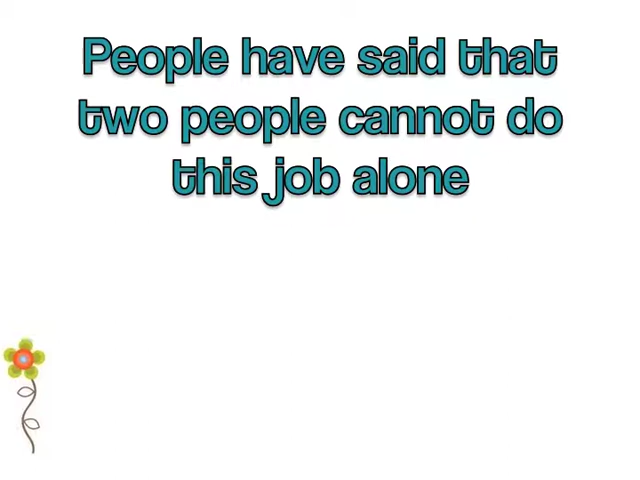 People have said that
two people cannot do
this job alone